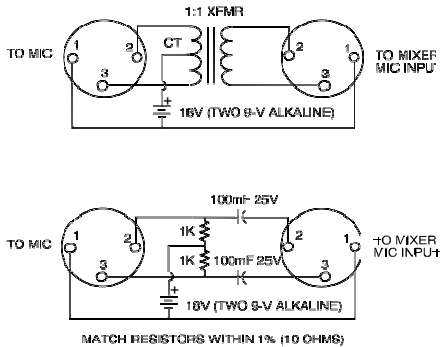 1:1 XFMR
TO MIC
1
2
3
CT
2
1
3
TO MIXER
MIC INPUT
+
18V (TWO 9-V ALKALINE)
100mF 25V
TO MIC
1
2
3
1K
1K
100mF 25V
2
1
3
TO MIXER
MIC INPUT
+
18V (TWO 9-V ALKALINE)
MATCH RESISTORS WITHIN 1% (10 OHMS)